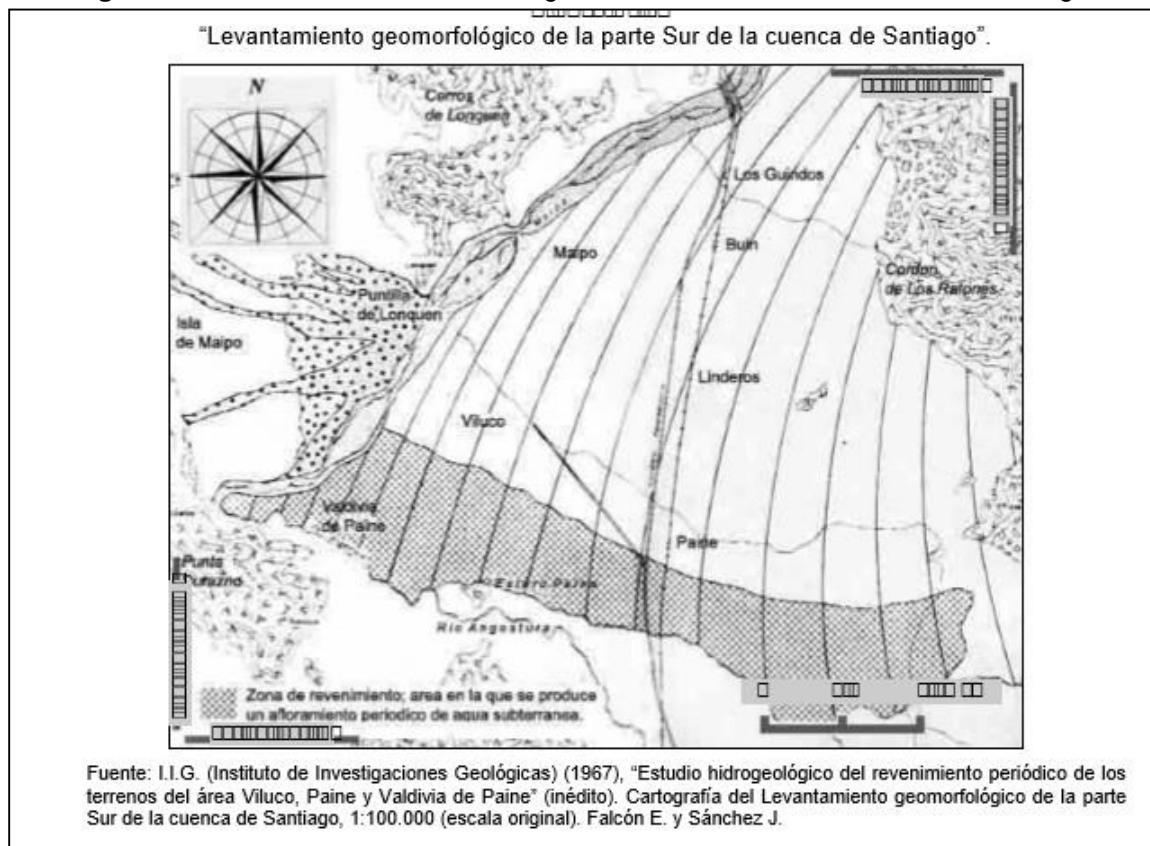 “Levantamiento geomorfológico de la parte Sur de la cuenca de Santiago”.
N
Cerros
de Lonquen
Los Guindos
Maipo
Buin
Cordon
de Los Ratones
Puntilla
de Lonquen
Isla
de Maipo
Linderos
Viluco
Valdivia
de Paine
Paine
Punta
Estero Paine
Rio Angostura
Zona de revenimiento; area en la que se produce
un afloramiento periodico de agua subterranea.
Fuente: I.I.G. (Instituto de Investigaciones Geológicas) (1967), “Estudio hidrogeológico del revenimiento periódico de los
terrenos del área Viluco, Paine y Valdivia de Paine” (inédito). Cartografía del Levantamiento geomorfológico de la parte
Sur de la cuenca de Santiago, 1:100.000 (escala original). Falcón E. y Sánchez J.